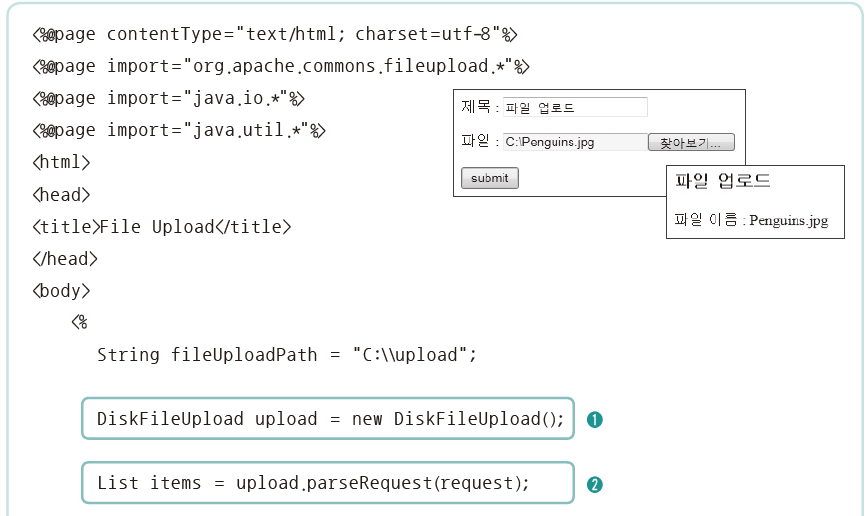 <%@page contentType="text/html; charset=utf-8"%>
<%@page import="org.apache.commons.fileupload.*"%>
<%@page import="java.io.*"%>
<%@page import="java.util.*"%>
<html>
<head>
<title>File Upload</title>
</head>
<body>
<%
String fileUploadPath = "C:\\upload";
DiskFileUpload upload = new DiskFileUpload(); ❶
List items = upload.parseRequest(request); ❷
제목 : 파일 업로드
파일 : C:\Penguins.jpg 찾아보기...
submit
파일 업로드
파일 이름 : Penguins.jpg